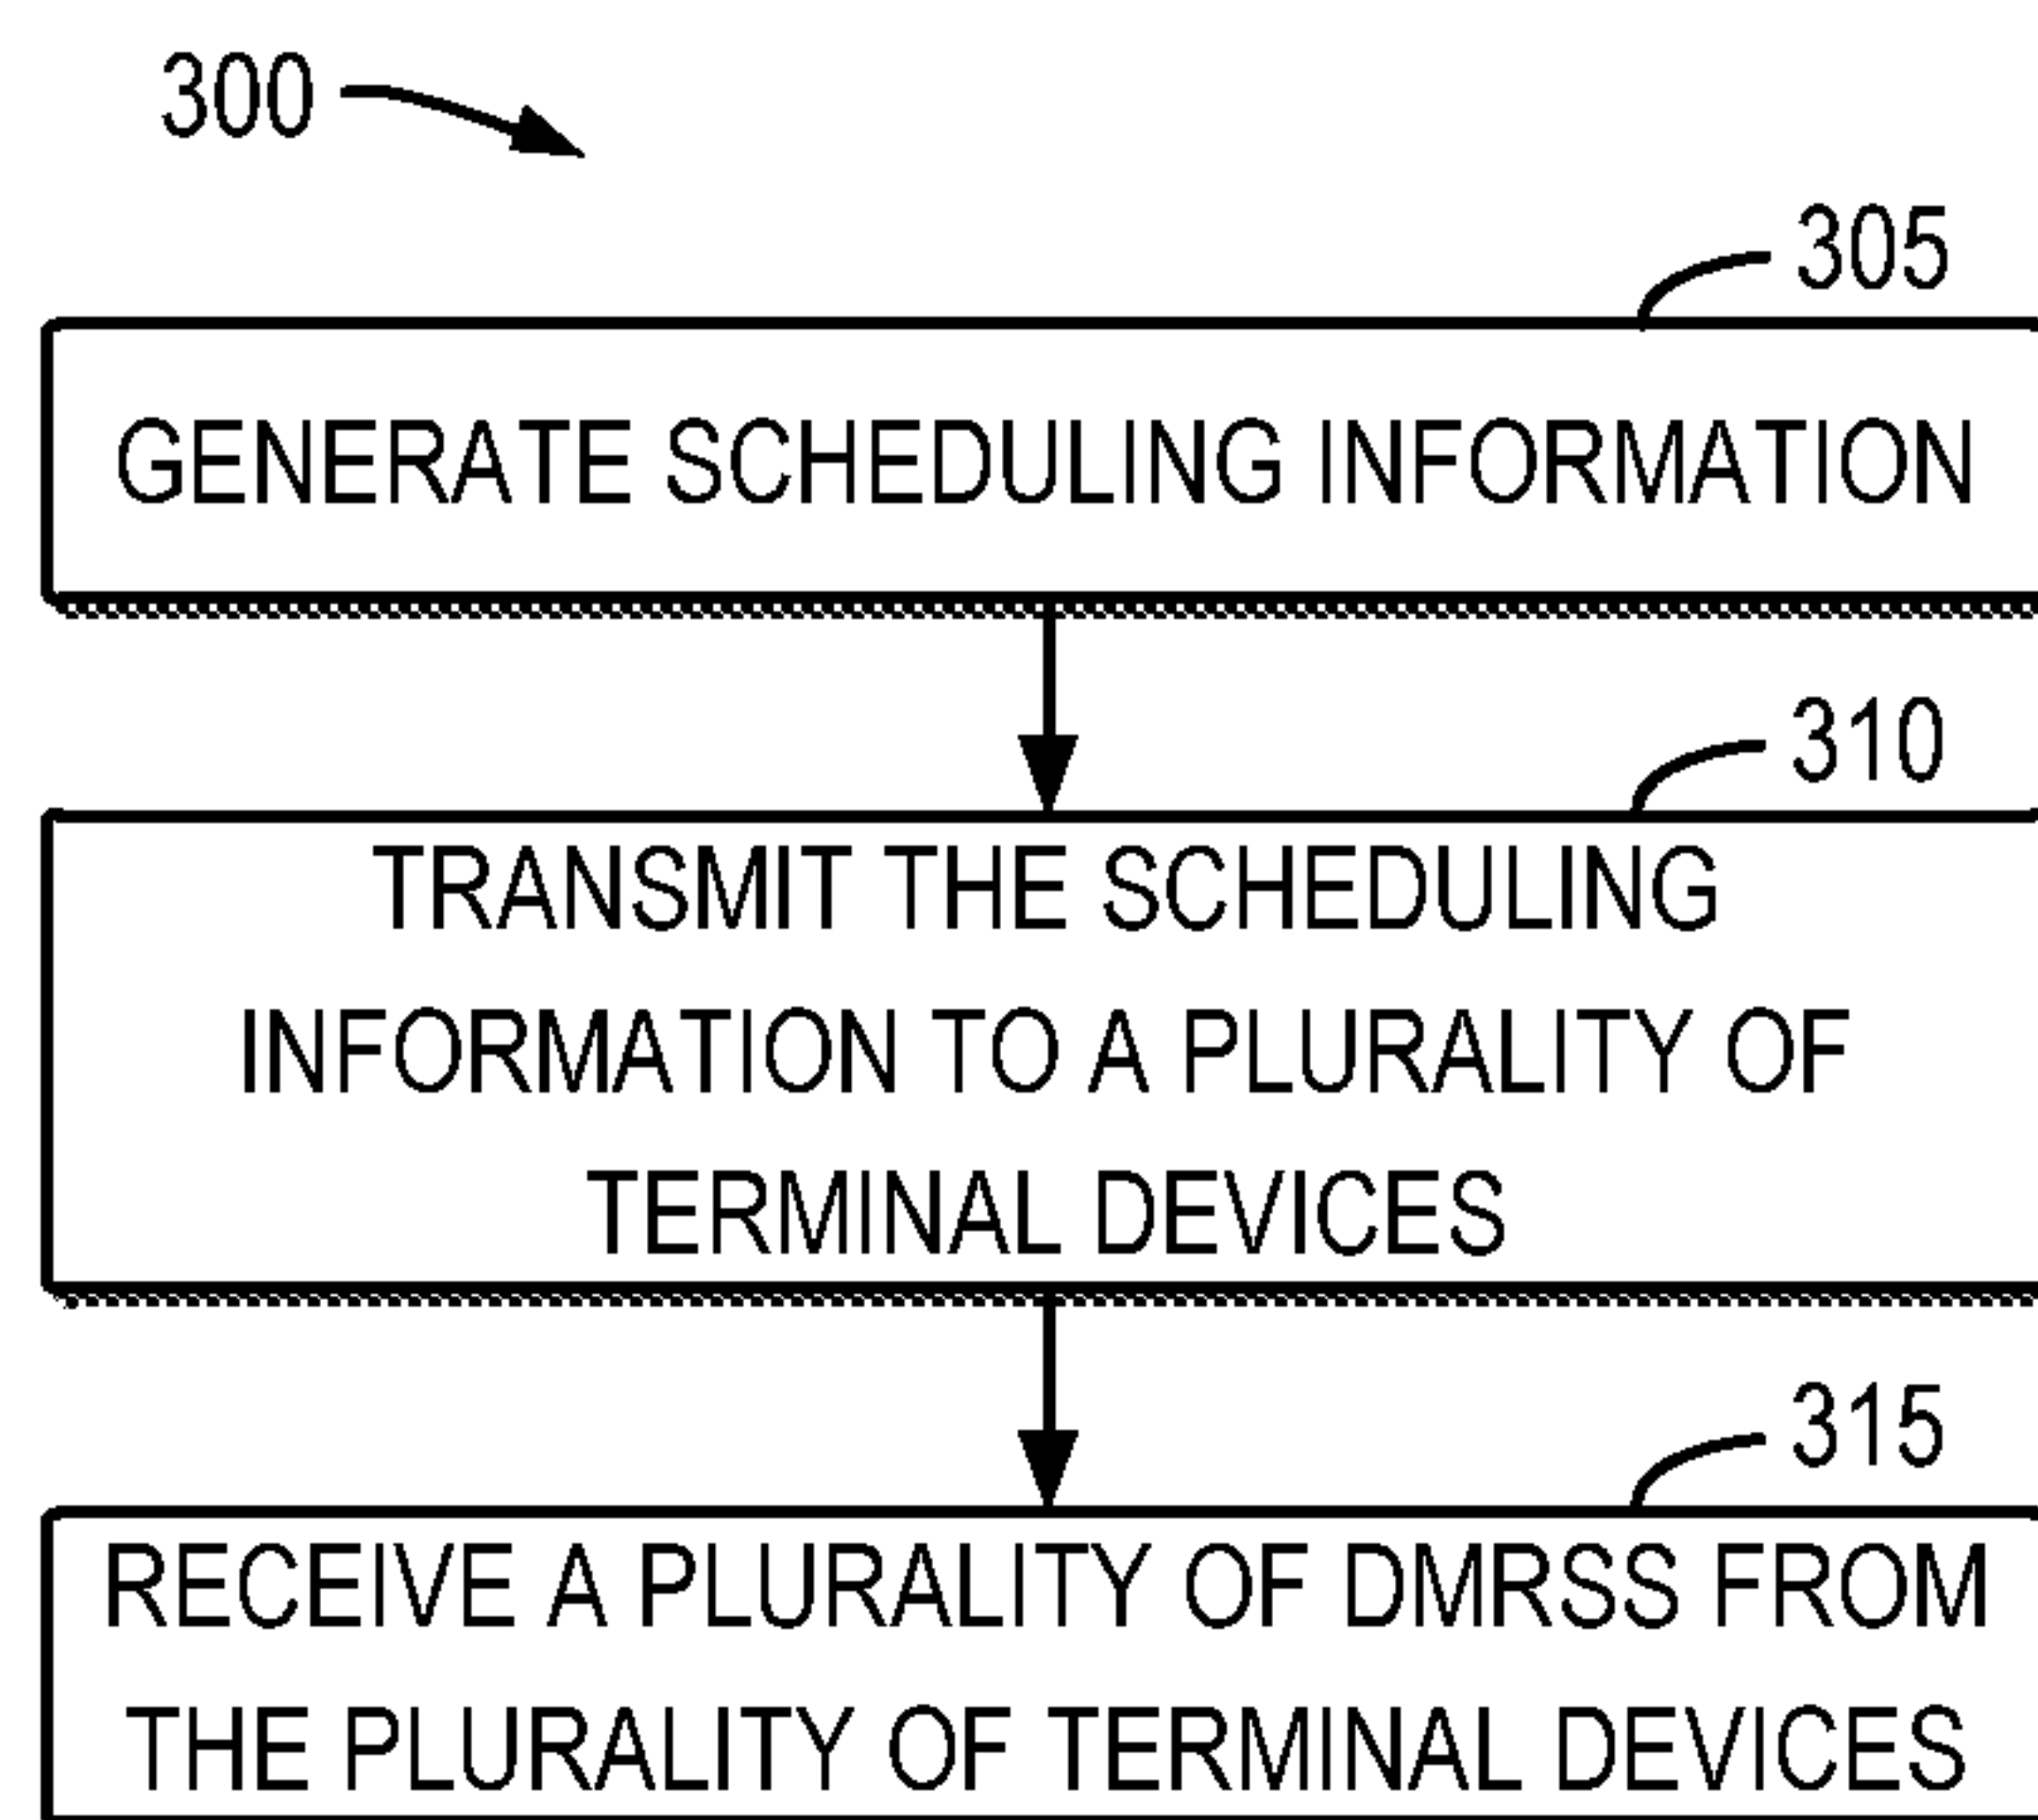 300
305
GENERATE SCHEDULING INFORMATION
310
TRANSMIT THE SCHEDULING
INFORMATION TO A PLURALITY OF
TERMINAL DEVICES
315
RECEIVE A PLURALITY OF DMRSS FROM
THE PLURALITY OF TERMINAL DEVICES